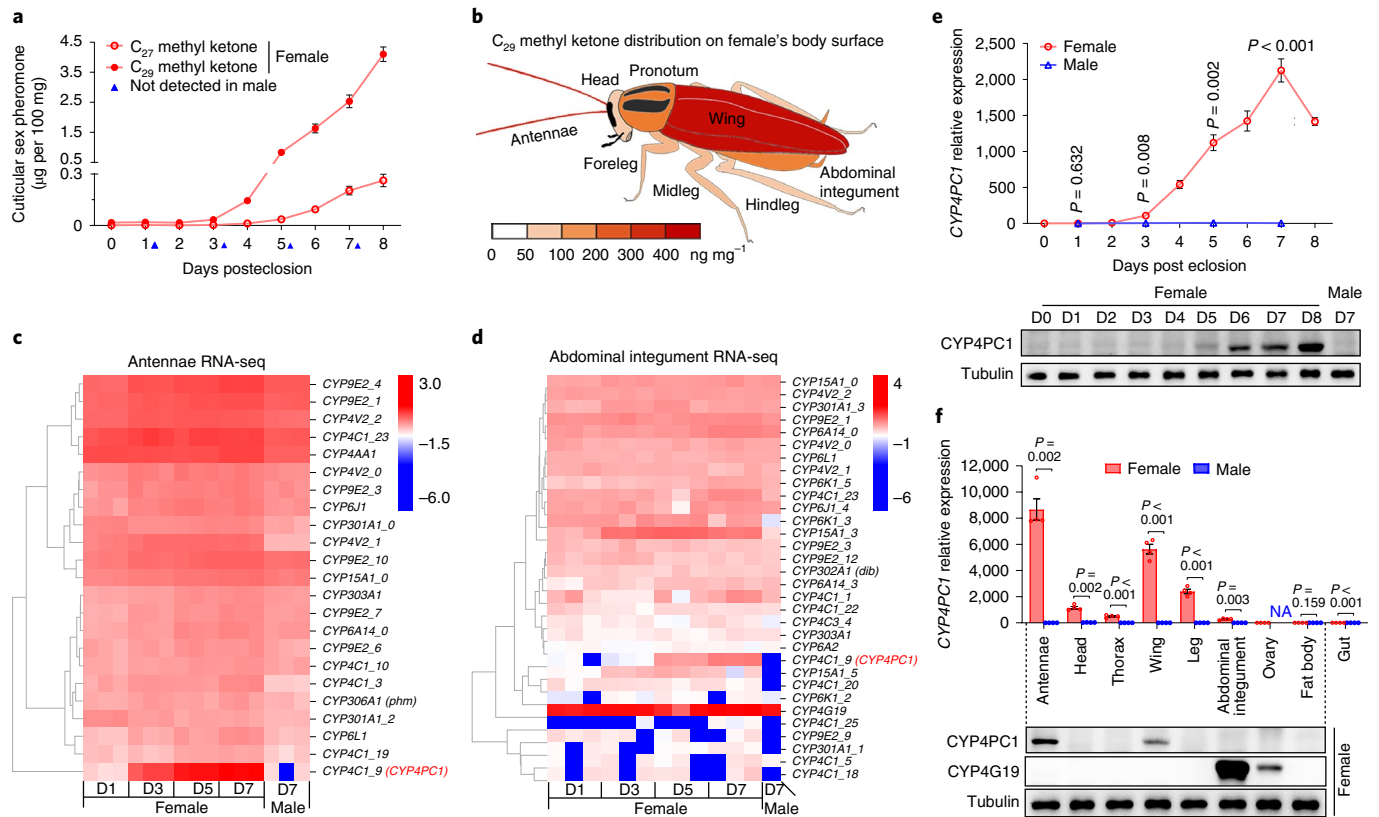 a
C27 methyl ketone
C29 methyl ketone
Female
Not detected in male
Cuticular sex pheromone
(µg per 100 mg)
4.5
3.5
2.5
1.5
0.5
0.3
0
0 1 2 3 4 5 6 7 8
Days posteclosion
b
C29 methyl ketone distribution on female's body surface
Head
Pronotum
Wing
Antennae
Foreleg
Midleg
Hindleg
Abdominal
integument
0 50 100 200 300 400 ng mg−1
c
Antennae RNA-seq
CYP9E2_4
CYP9E2_1
CYP4V2_2
CYP4C1_23
CYP4AA1
CYP4V2_0
CYP9E2_3
CYP6J1
CYP301A1_0
CYP4V2_1
CYP9E2_10
CYP15A1_0
CYP303A1
CYP9E2_7
CYP6A14_0
CYP9E2_6
CYP4C1_10
CYP4C1_3
CYP306A1 (phm)
CYP301A1_2
CYP6L1
CYP4C1_19
CYP4C1_9 (CYP4PC1)
3.0
−1.5
−6.0
D1 D3 D5 D7 D7
Female Male
d
Abdominal integument RNA-seq
CYP15A1_0
CYP4V2_2
CYP301A1_3
CYP9E2_1
CYP6A14_0
CYP4V2_0
CYP6L1
CYP4V2_1
CYP6K1_5
CYP4C1_23
CYP6J1_4
CYP6K1_3
CYP15A1_3
CYP9E2_3
CYP9E2_12
CYP302A1 (dib)
CYP6A14_3
CYP4C1_1
CYP4C1_22
CYP4C3_4
CYP303A1
CYP6A2
CYP4C1_9 (CYP4PC1)
CYP15A1_5
CYP4C1_20
CYP6K1_2
CYP4G19
CYP4C1_25
CYP9E2_9
CYP301A1_1
CYP4C1_5
CYP4C1_18
4
−1
−6
D1 D3 D5 D7 D7
Female Male
e
CYP4PC1 relative expression
Female
Male
2,500
2,000
1,500
1,000
500
0
P = 0.632
P = 0.008
P = 0.002
P < 0.001
0 1 2 3 4 5 6 7 8
Days post eclosion
Female Male
D0 D1 D2 D3 D4 D5 D6 D7 D8 D7
CYP4PC1
Tubulin
f
CYP4PC1 relative expression
Female Male
12,000
10,000
8,000
6,000
4,000
2,000
0
P =
0.002
P =
0.002
P <
0.001
P <
0.001
P <
0.001
P =
0.003
NA
P =
0.159
P <
0.001
Antennae
Head
Thorax
Wing
Leg
Abdominal
integument
Ovary
Fat body
Gut
CYP4PC1
CYP4G19
Tubulin
Female